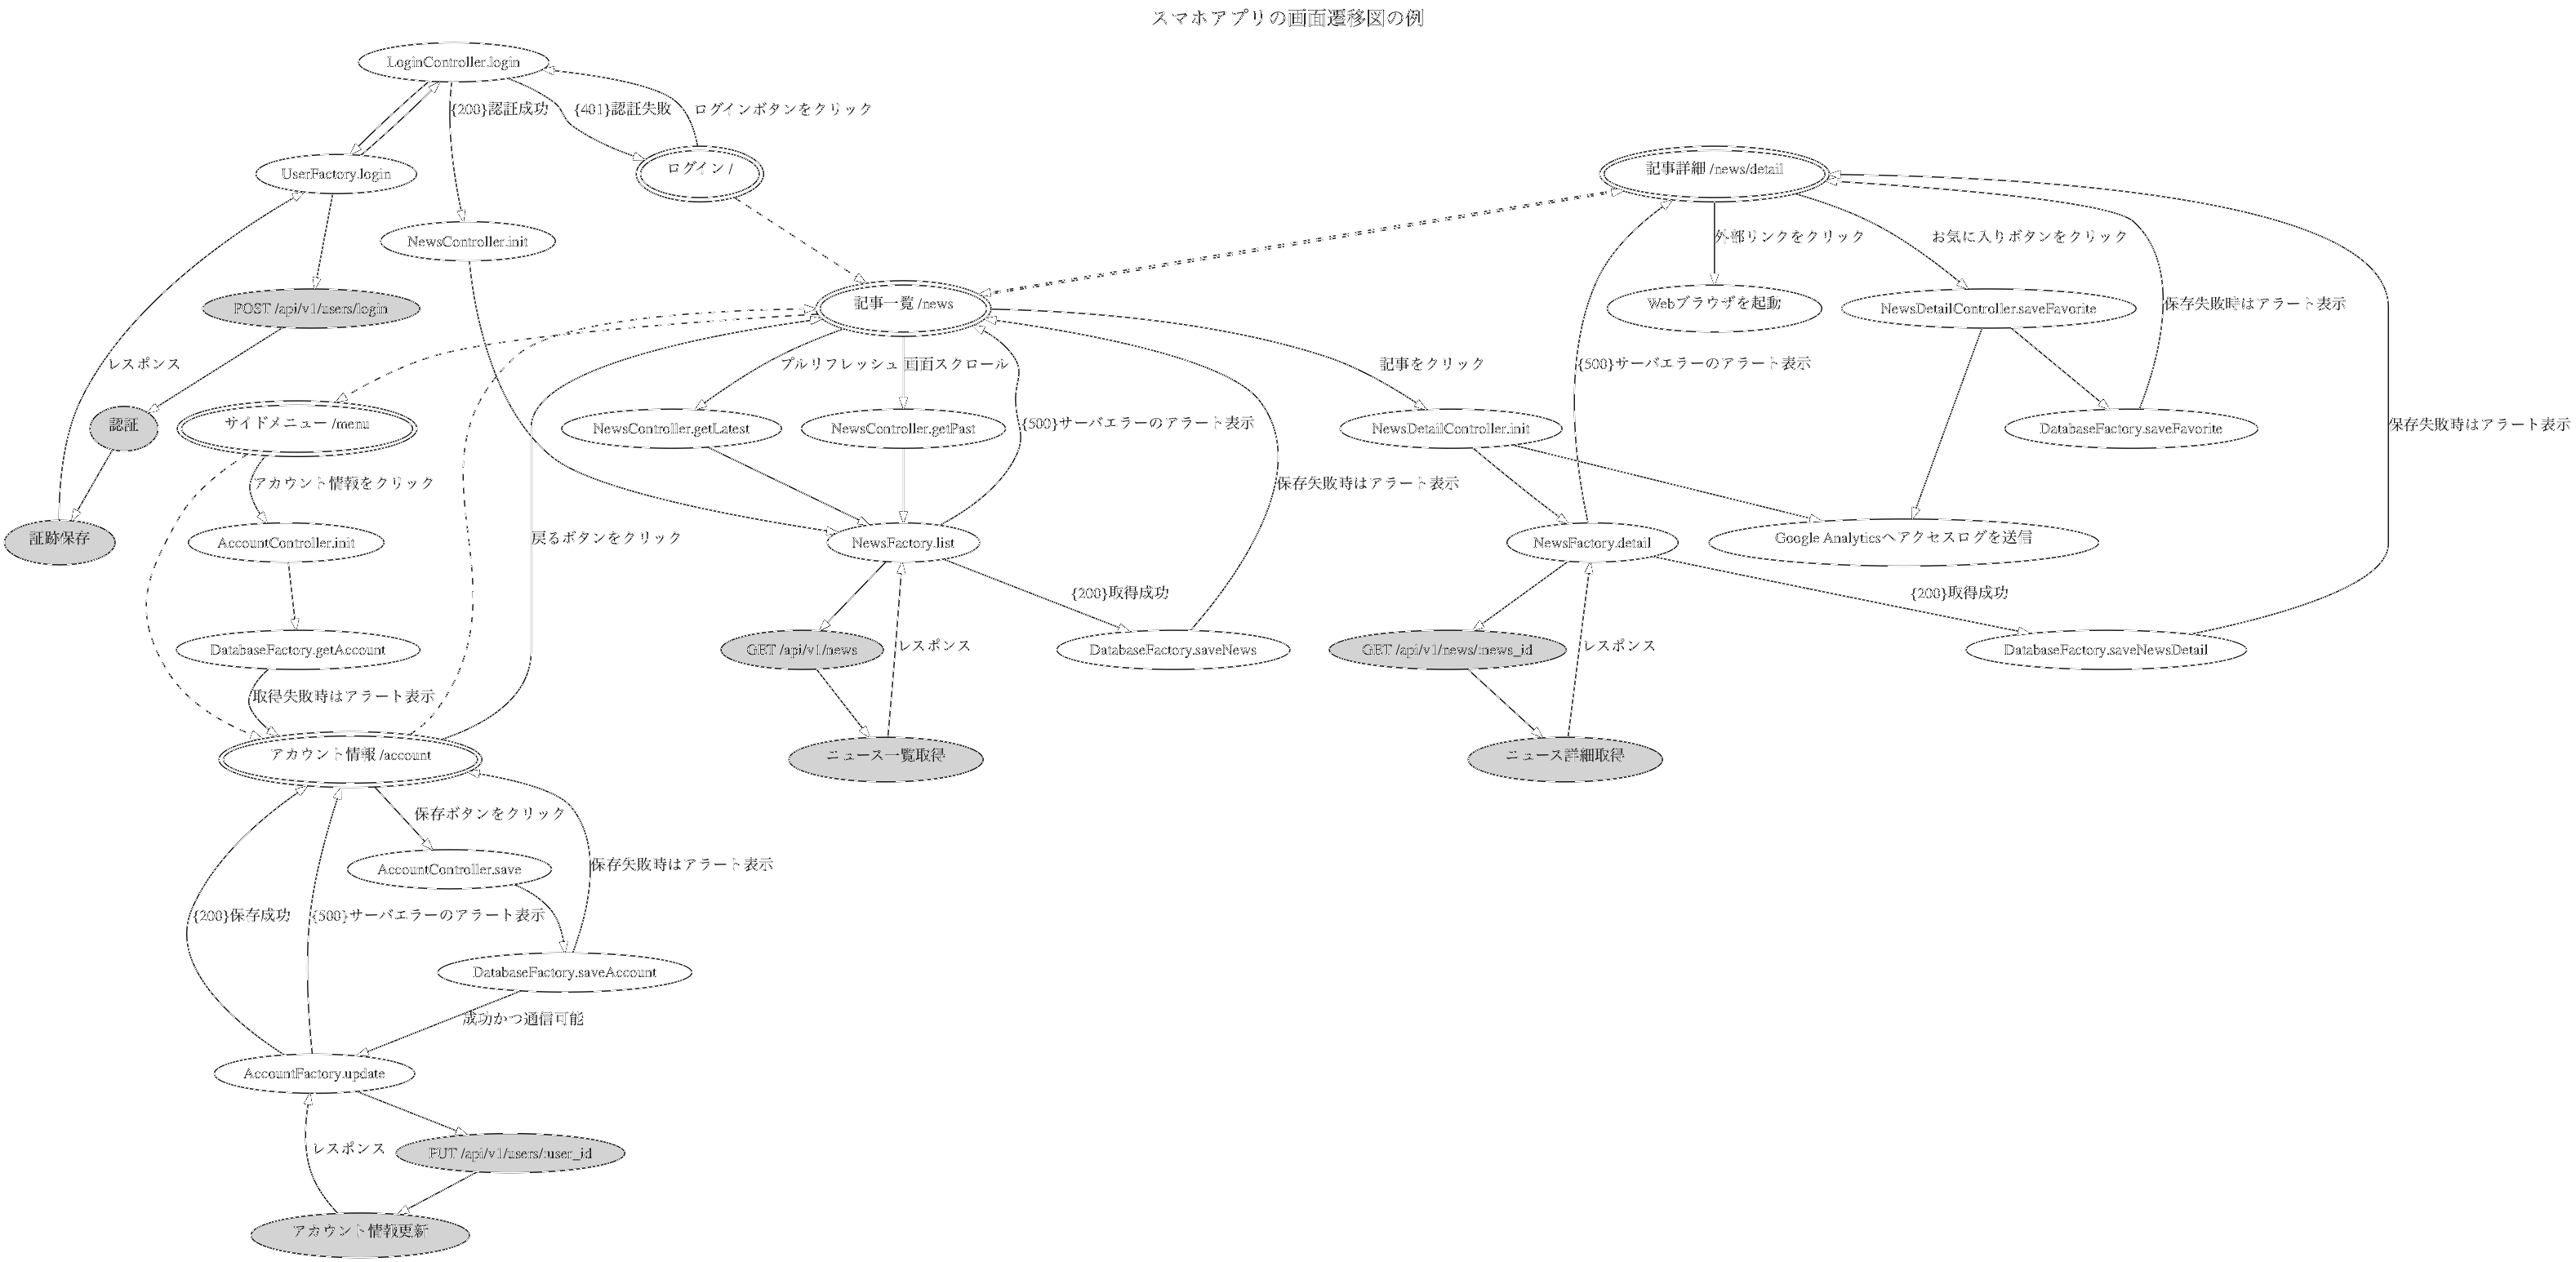 スマホアプリの画面遷移図の例
LoginController.login
{200}認証成功
{401}認証失敗
ログインボタンをクリック
UserFactory.login
ログイン /
記事詳細 /news/detail
NewsController.init
外部リンクをクリック
お気に入りボタンをクリック
POST /api/v1/users/login
記事一覧 /news
Webブラウザを起動
NewsDetailController.saveFavorite
保存失敗時はアラート表示
レスポンス
プルリフレッシュ
画面スクロール
記事をクリック
{500}サーバエラーのアラート表示
認証
サイドメニュー /menu
NewsController.getLatest
NewsController.getPast
{500}サーバエラーのアラート表示
NewsDetailController.init
DatabaseFactory.saveFavorite
保存失敗時はアラート表示
アカウント情報をクリック
保存失敗時はアラート表示
証跡保存
AccountController.init
戻るボタンをクリック
NewsFactory.list
NewsFactory.detail
Google Analyticsへアクセスログを送信
{200}取得成功
{200}取得成功
DatabaseFactory.getAccount
GET /api/v1/news
レスポンス
DatabaseFactory.saveNews
GET /api/v1/news/:news_id
レスポンス
DatabaseFactory.saveNewsDetail
取得失敗時はアラート表示
アカウント情報 /account
ニュース一覧取得
ニュース詳細取得
保存ボタンをクリック
AccountController.save
保存失敗時はアラート表示
{200}保存成功
{500}サーバエラーのアラート表示
DatabaseFactory.saveAccount
成功かつ通信可能
AccountFactory.update
レスポンス
PUT /api/v1/users/:user_id
アカウント情報更新